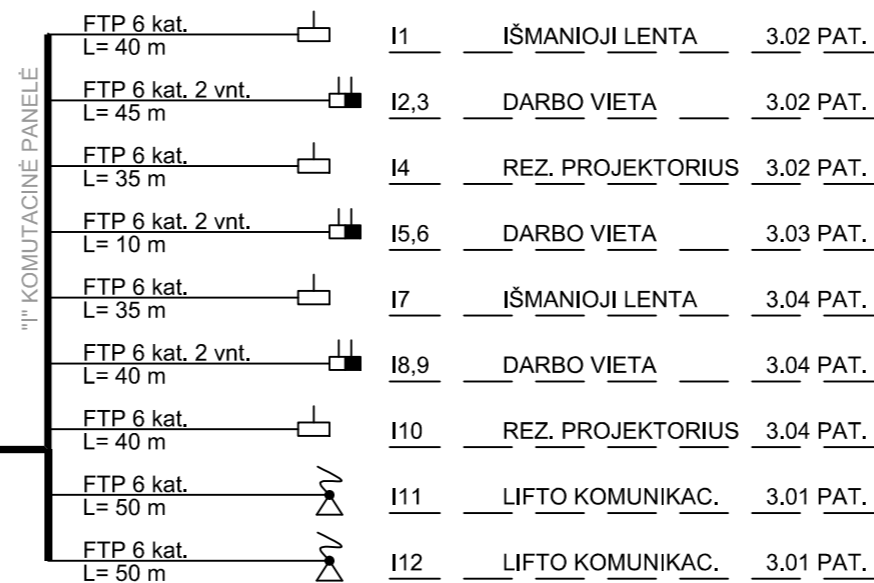 "I" KOMUTACINĖ PANELĖ
FTP 6 kat.
L= 40 m
I1 IŠMANIOJI LENTA 3.02 PAT.
FTP 6 kat. 2 vnt.
L= 45 m
I2,3 DARBO VIETA 3.02 PAT.
FTP 6 kat.
L= 35 m
I4 REZ. PROJEKTORIUS 3.02 PAT.
FTP 6 kat. 2 vnt.
L= 10 m
I5,6 DARBO VIETA 3.03 PAT.
FTP 6 kat.
L= 35 m
I7 IŠMANIOJI LENTA 3.04 PAT.
FTP 6 kat. 2 vnt.
L= 40 m
I8,9 DARBO VIETA 3.04 PAT.
FTP 6 kat.
L= 40 m
I10 REZ. PROJEKTORIUS 3.04 PAT.
FTP 6 kat.
L= 50 m
I11 LIFTO KOMUNIKAC. 3.01 PAT.
FTP 6 kat.
L= 50 m
I12 LIFTO KOMUNIKAC. 3.01 PAT.